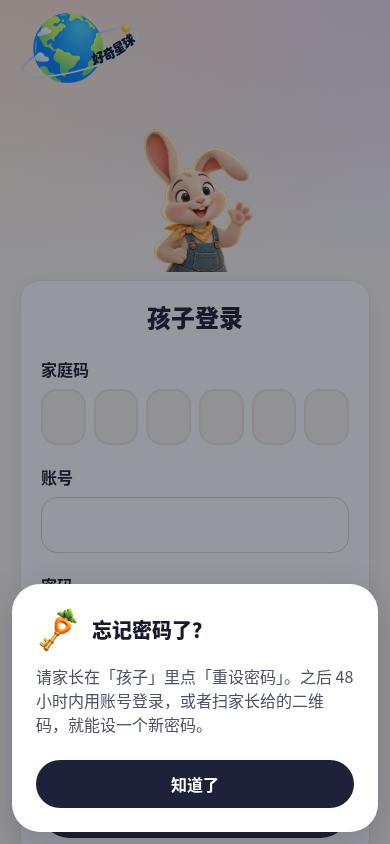 好奇星球
孩子登录
家庭码
账号
密码
忘记密码了？
请家长在「孩子」里点「重设密码」。之后 48
小时内用账号登录，或者扫家长给的二维
码，就能设一个新密码。
知道了